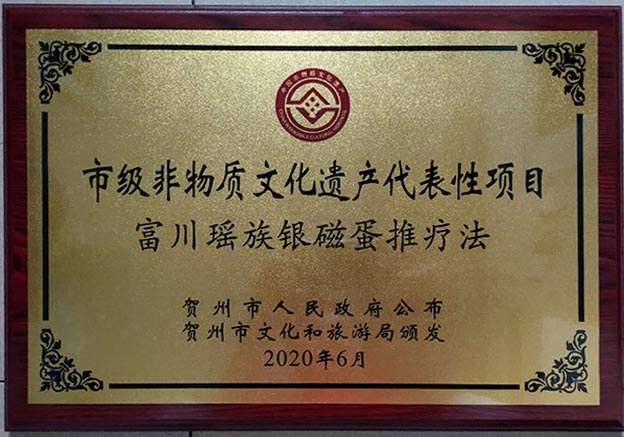 市级非物质文化遗产代表性项目
富川瑶族银磁蛋推疗法
贺州市人民政府公布
贺州市文化和旅游局颁发
2020年6月